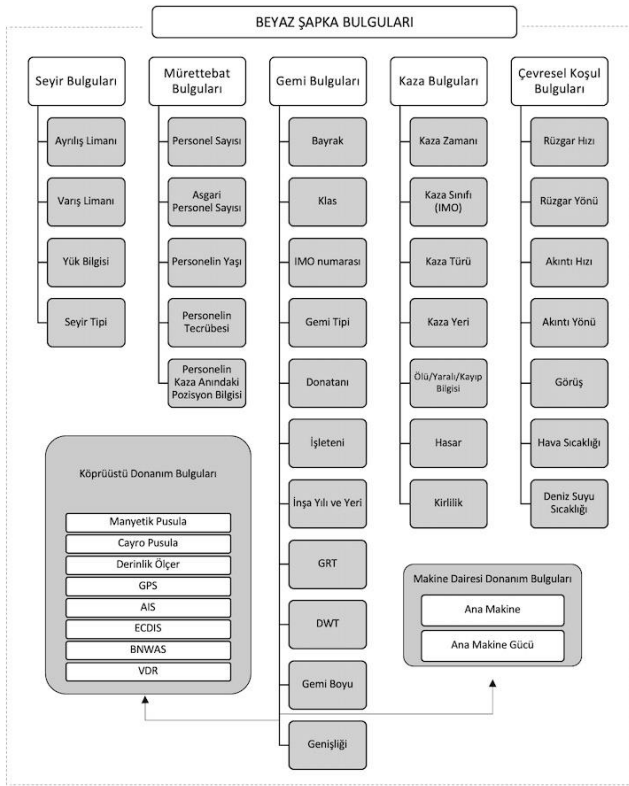 BEYAZ ŞAPKA BULGULARI
Seyir Bulguları
Ayrılış Limanı
Varış Limanı
Yük Bilgisi
Seyir Tipi
Mürettebat
Bulguları
Personel Sayısı
Asgari
Personel Sayısı
Personelin Yaşı
Personelin
Tecrübesi
Personelin
Kaza Anındaki
Pozisyon Bilgisi
Gemi Bulguları
Bayrak
Klas
IMO numarası
Gemi Tipi
Donatanı
İşleteni
İnşa Yılı ve Yeri
GRT
DWT
Gemi Boyu
Genişliği
Kaza Bulguları
Kaza Zamanı
Kaza Sınıfı
(IMO)
Kaza Türü
Kaza Yeri
Ölü/Yaralı/Kayıp
Bilgisi
Hasar
Kirlilik
Çevresel Koşul
Bulguları
Rüzgar Hızı
Rüzgar Yönü
Akıntı Hızı
Akıntı Yönü
Görüş
Hava Sıcaklığı
Deniz Suyu
Sıcaklığı
Köprüüstü Donanım Bulguları
Manyetik Pusula
Cayro Pusula
Derinlik Ölçer
GPS
AIS
ECDIS
BNWAS
VDR
Makine Dairesi Donanım Bulguları
Ana Makine
Ana Makine Gücü